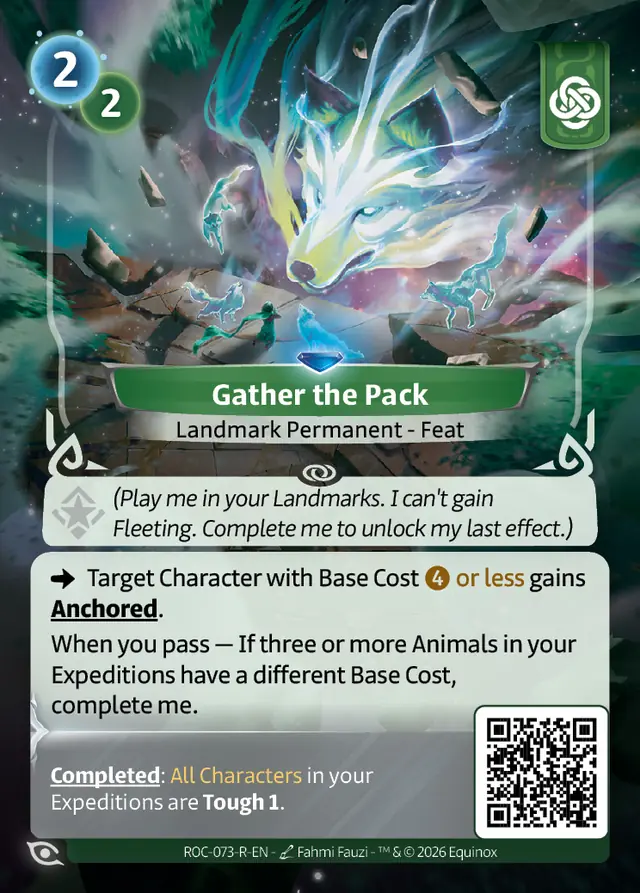 2
2
Gather the Pack
Landmark Permanent - Feat
(Play me in your Landmarks. I can't gain
Fleeting. Complete me to unlock my last effect.)
Target Character with Base Cost 4 or less gains
Anchored.
When you pass — If three or more Animals in your
Expeditions have a different Base Cost,
complete me.
Completed: All Characters in your
Expeditions are Tough 1.
ROC-073-R-EN - Fahmi Fauzi - ™ & © 2026 Equinox